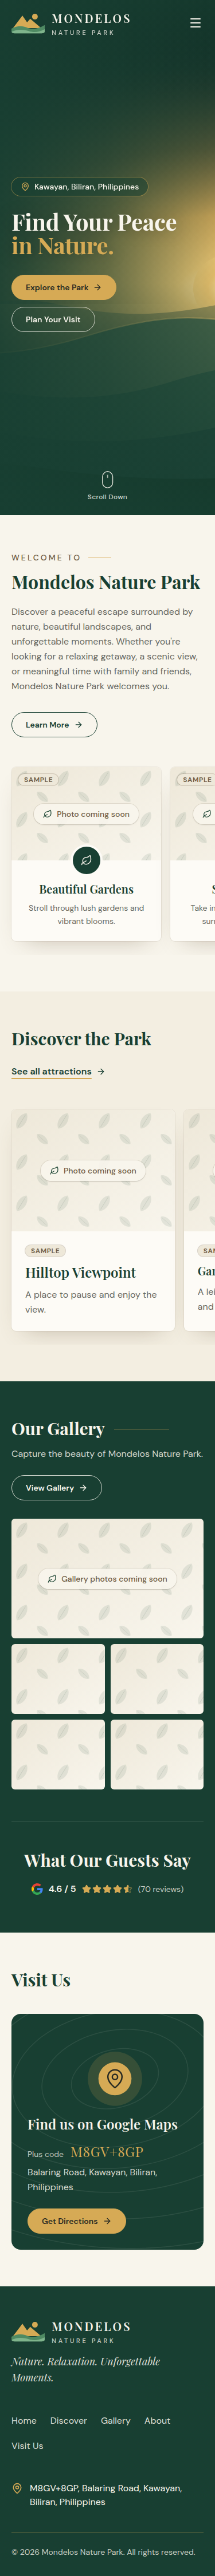 MONDELOS
NATURE PARK
Kawayan, Biliran, Philippines
Find Your Peace
in Nature.
Explore the Park
Plan Your Visit
Scroll Down
WELCOME TO
Mondelos Nature Park
Discover a peaceful escape surrounded by
nature, beautiful landscapes, and
unforgettable moments. Whether you're
looking for a relaxing getaway, a scenic view,
or meaningful time with family and friends,
Mondelos Nature Park welcomes you.
Learn More
SAMPLE
Photo coming soon
Beautiful Gardens
Stroll through lush gardens and
vibrant blooms.
SAMPLE
S
Take in
surr
Discover the Park
See all attractions
Photo coming soon
SAMPLE
Hilltop Viewpoint
A place to pause and enjoy the
view.
SAM
Gar
A lei
and
Our Gallery
Capture the beauty of Mondelos Nature Park.
View Gallery
Gallery photos coming soon
What Our Guests Say
4.6 / 5
(70 reviews)
Visit Us
Find us on Google Maps
Plus code M8GV+8GP
Balaring Road, Kawayan, Biliran,
Philippines
Get Directions
MONDELOS
NATURE PARK
Nature. Relaxation. Unforgettable
Moments.
Home Discover Gallery About
Visit Us
M8GV+8GP, Balaring Road, Kawayan,
Biliran, Philippines
© 2026 Mondelos Nature Park. All rights reserved.